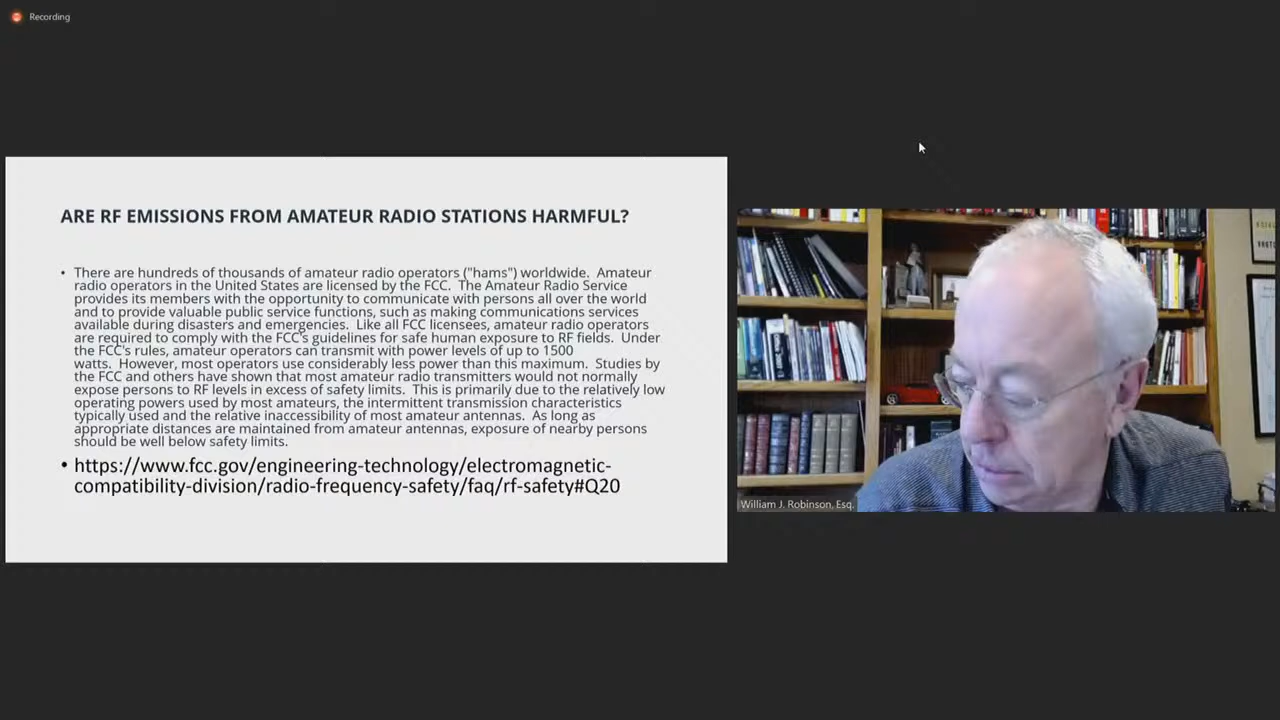 Recording
ARE RF EMISSIONS FROM AMATEUR RADIO STATIONS HARMFUL?
• There are hundreds of thousands of amateur radio operators ("hams") worldwide.  Amateur
radio operators in the United States are licensed by the FCC.  The Amateur Radio Service
provides its members with the opportunity to communicate with persons all over the world
and to provide valuable public service functions, such as making communications services
available during disasters and emergencies.  Like all FCC licensees, amateur radio operators
are required to comply with the FCC's guidelines for safe human exposure to RF fields.  Under
the FCC's rules, amateur operators can transmit with power levels of up to 1500
watts.  However, most operators use considerably less power than this maximum.  Studies by
the FCC and others have shown that most amateur radio transmitters would not normally
expose persons to RF levels in excess of safety limits.  This is primarily due to the relatively low
operating powers used by most amateurs, the intermittent transmission characteristics
typically used and the relative inaccessibility of most amateur antennas.  As long as
appropriate distances are maintained from amateur antennas, exposure of nearby persons
should be well below safety limits.
• https://www.fcc.gov/engineering-technology/electromagnetic-
compatibility-division/radio-frequency-safety/faq/rf-safety#Q20
William J. Robinson, Esq.